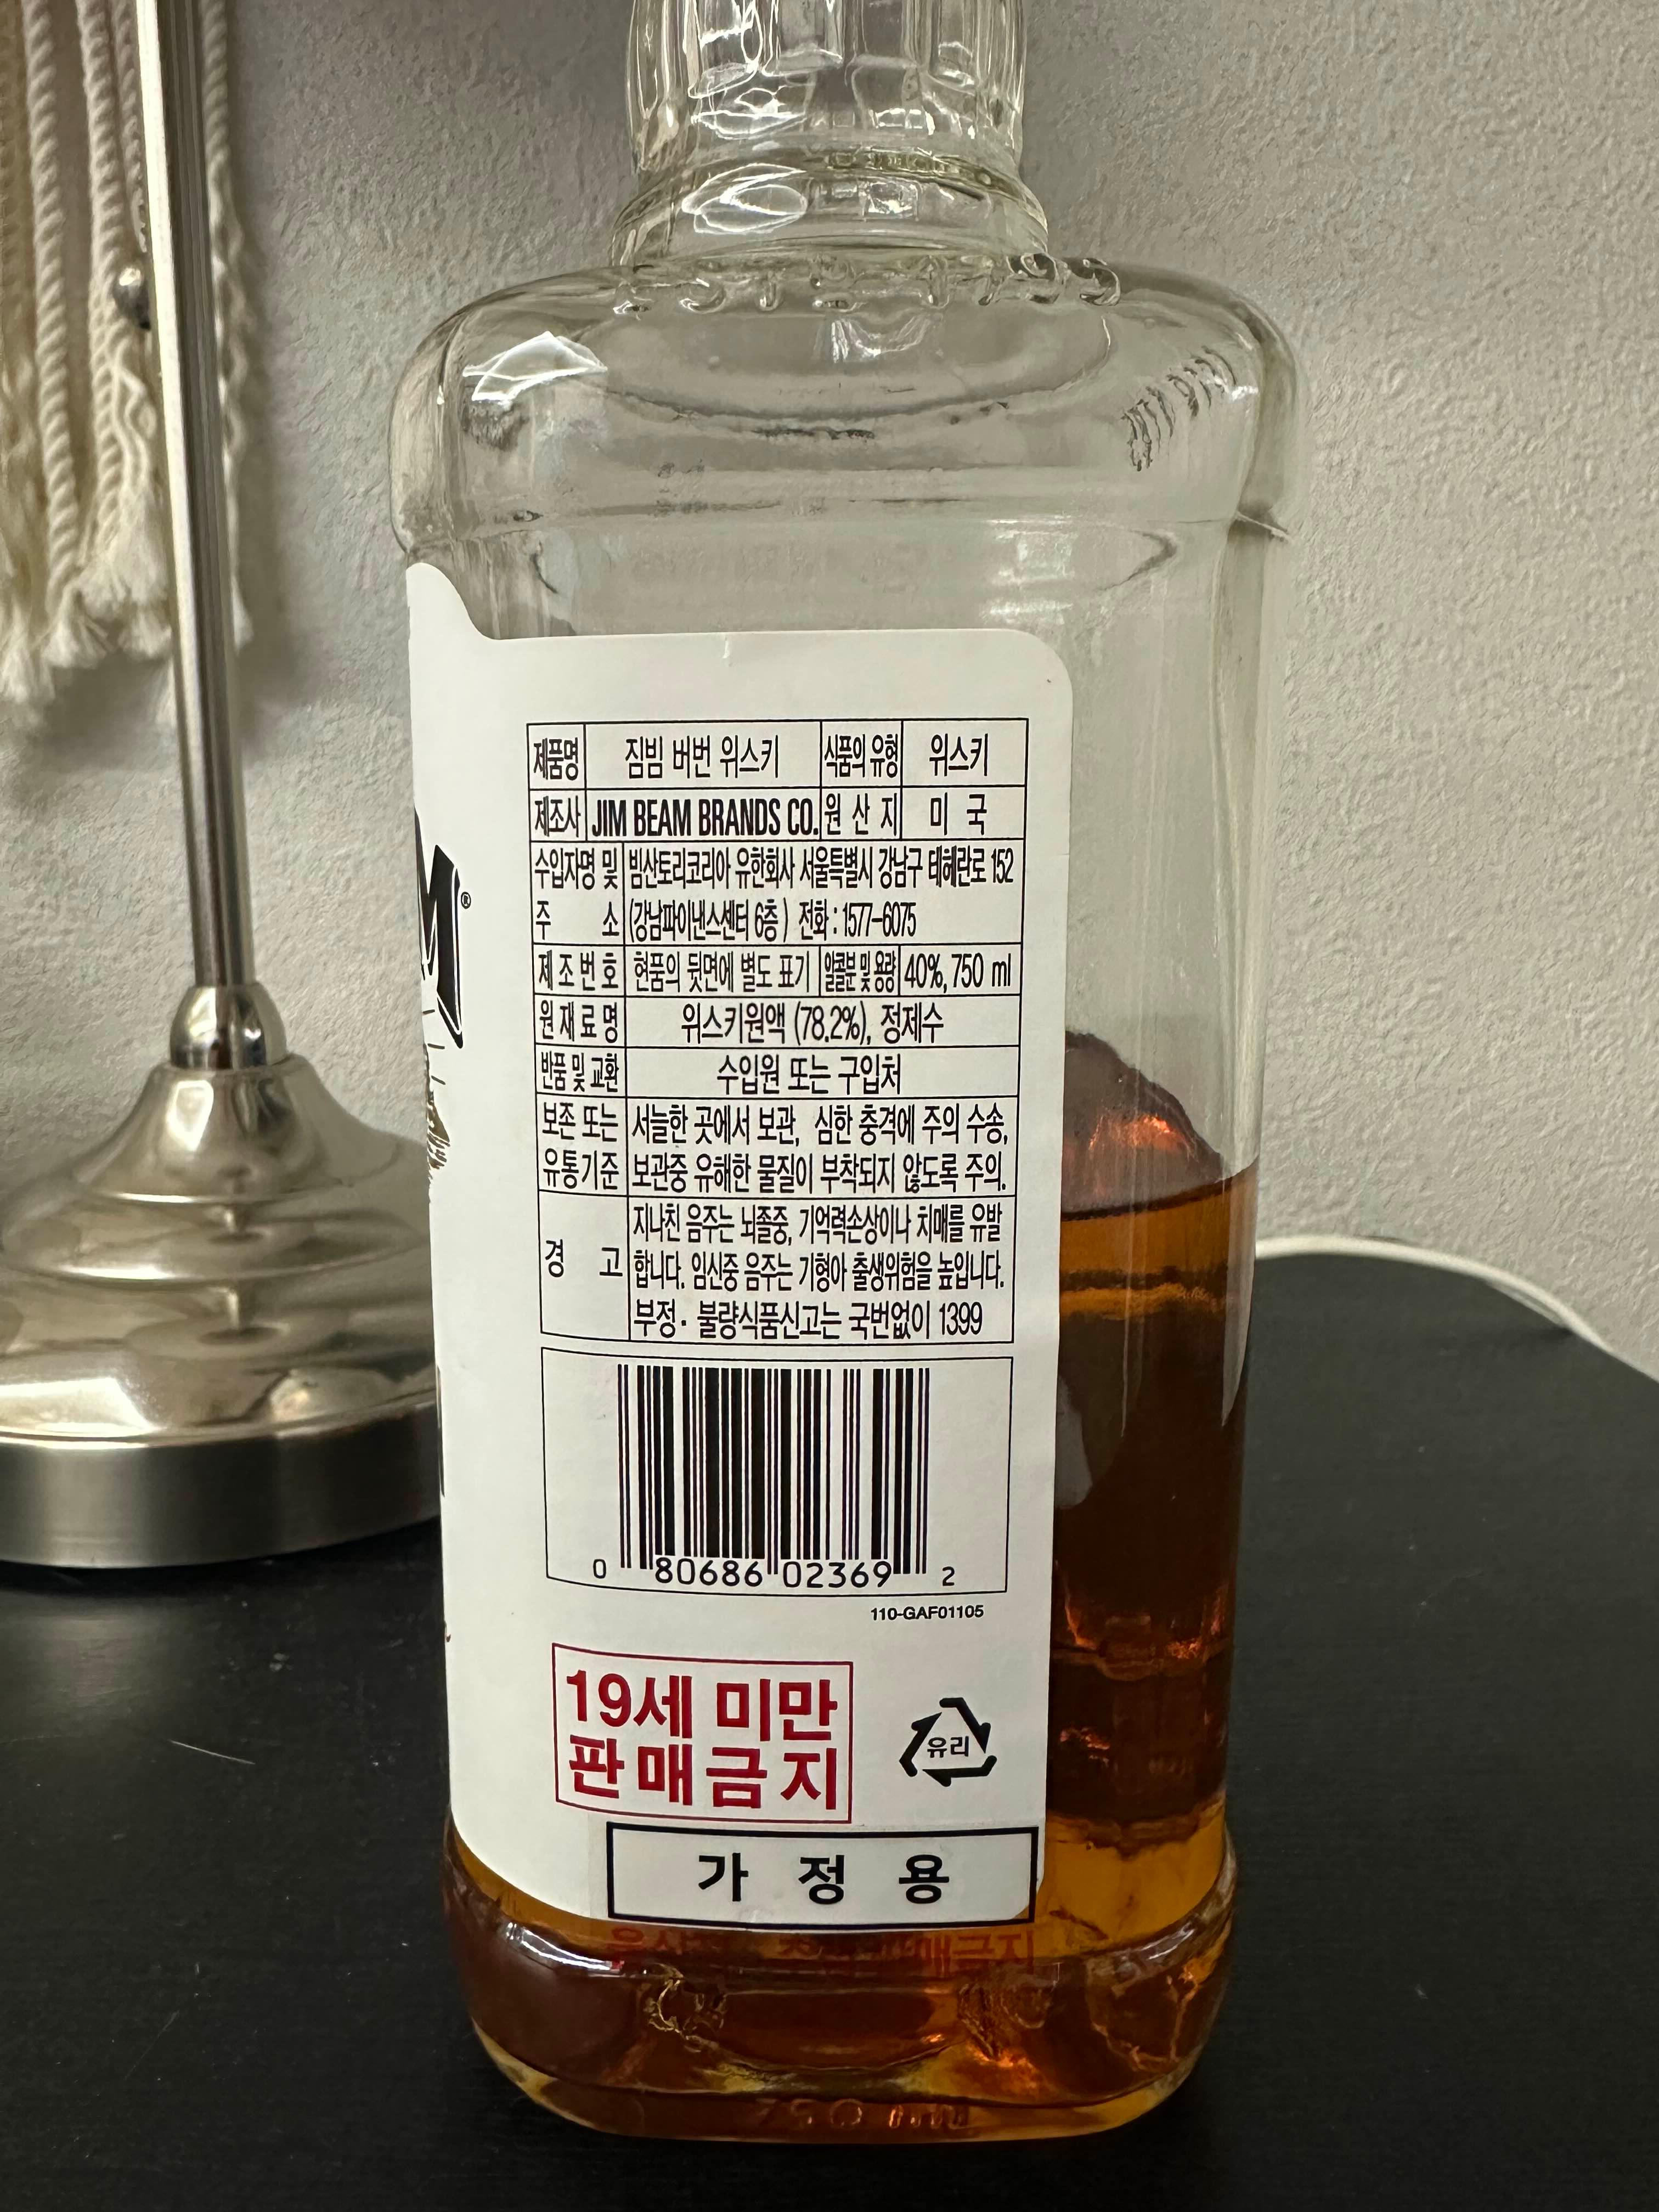 제품명 짐빔 버번 위스키 식품의 유형 위스키
제조사 JIM BEAM BRANDS CO. 원산지 미국
수입자명 및 빔산토리코리아 유한회사 서울특별시 강남구 테헤란로 152
주 소 (강남파이낸스센터 6층) 전화 : 1577-6075
제조번호 현품의 뒷면에 별도 표기 알콜분 및 용량 40%, 750 ml
원재료명 위스키원액 (78.2%), 정제수
반품 및 교환 수입원 또는 구입처
보존 또는 서늘한 곳에서 보관, 심한 충격에 주의 수송,
유통기준 보관중 유해한 물질이 부착되지 않도록 주의.
지나친 음주는 뇌졸중, 기억력손상이나 치매를 유발
경 고 합니다. 임신중 음주는 기형아 출생위험을 높입니다.
부정·불량식품신고는 국번없이 1399
M®
0 80686 02369 2
110-GAF01105
19세 미만
판매금지
유리
가 정 용
판매금지
750 ml